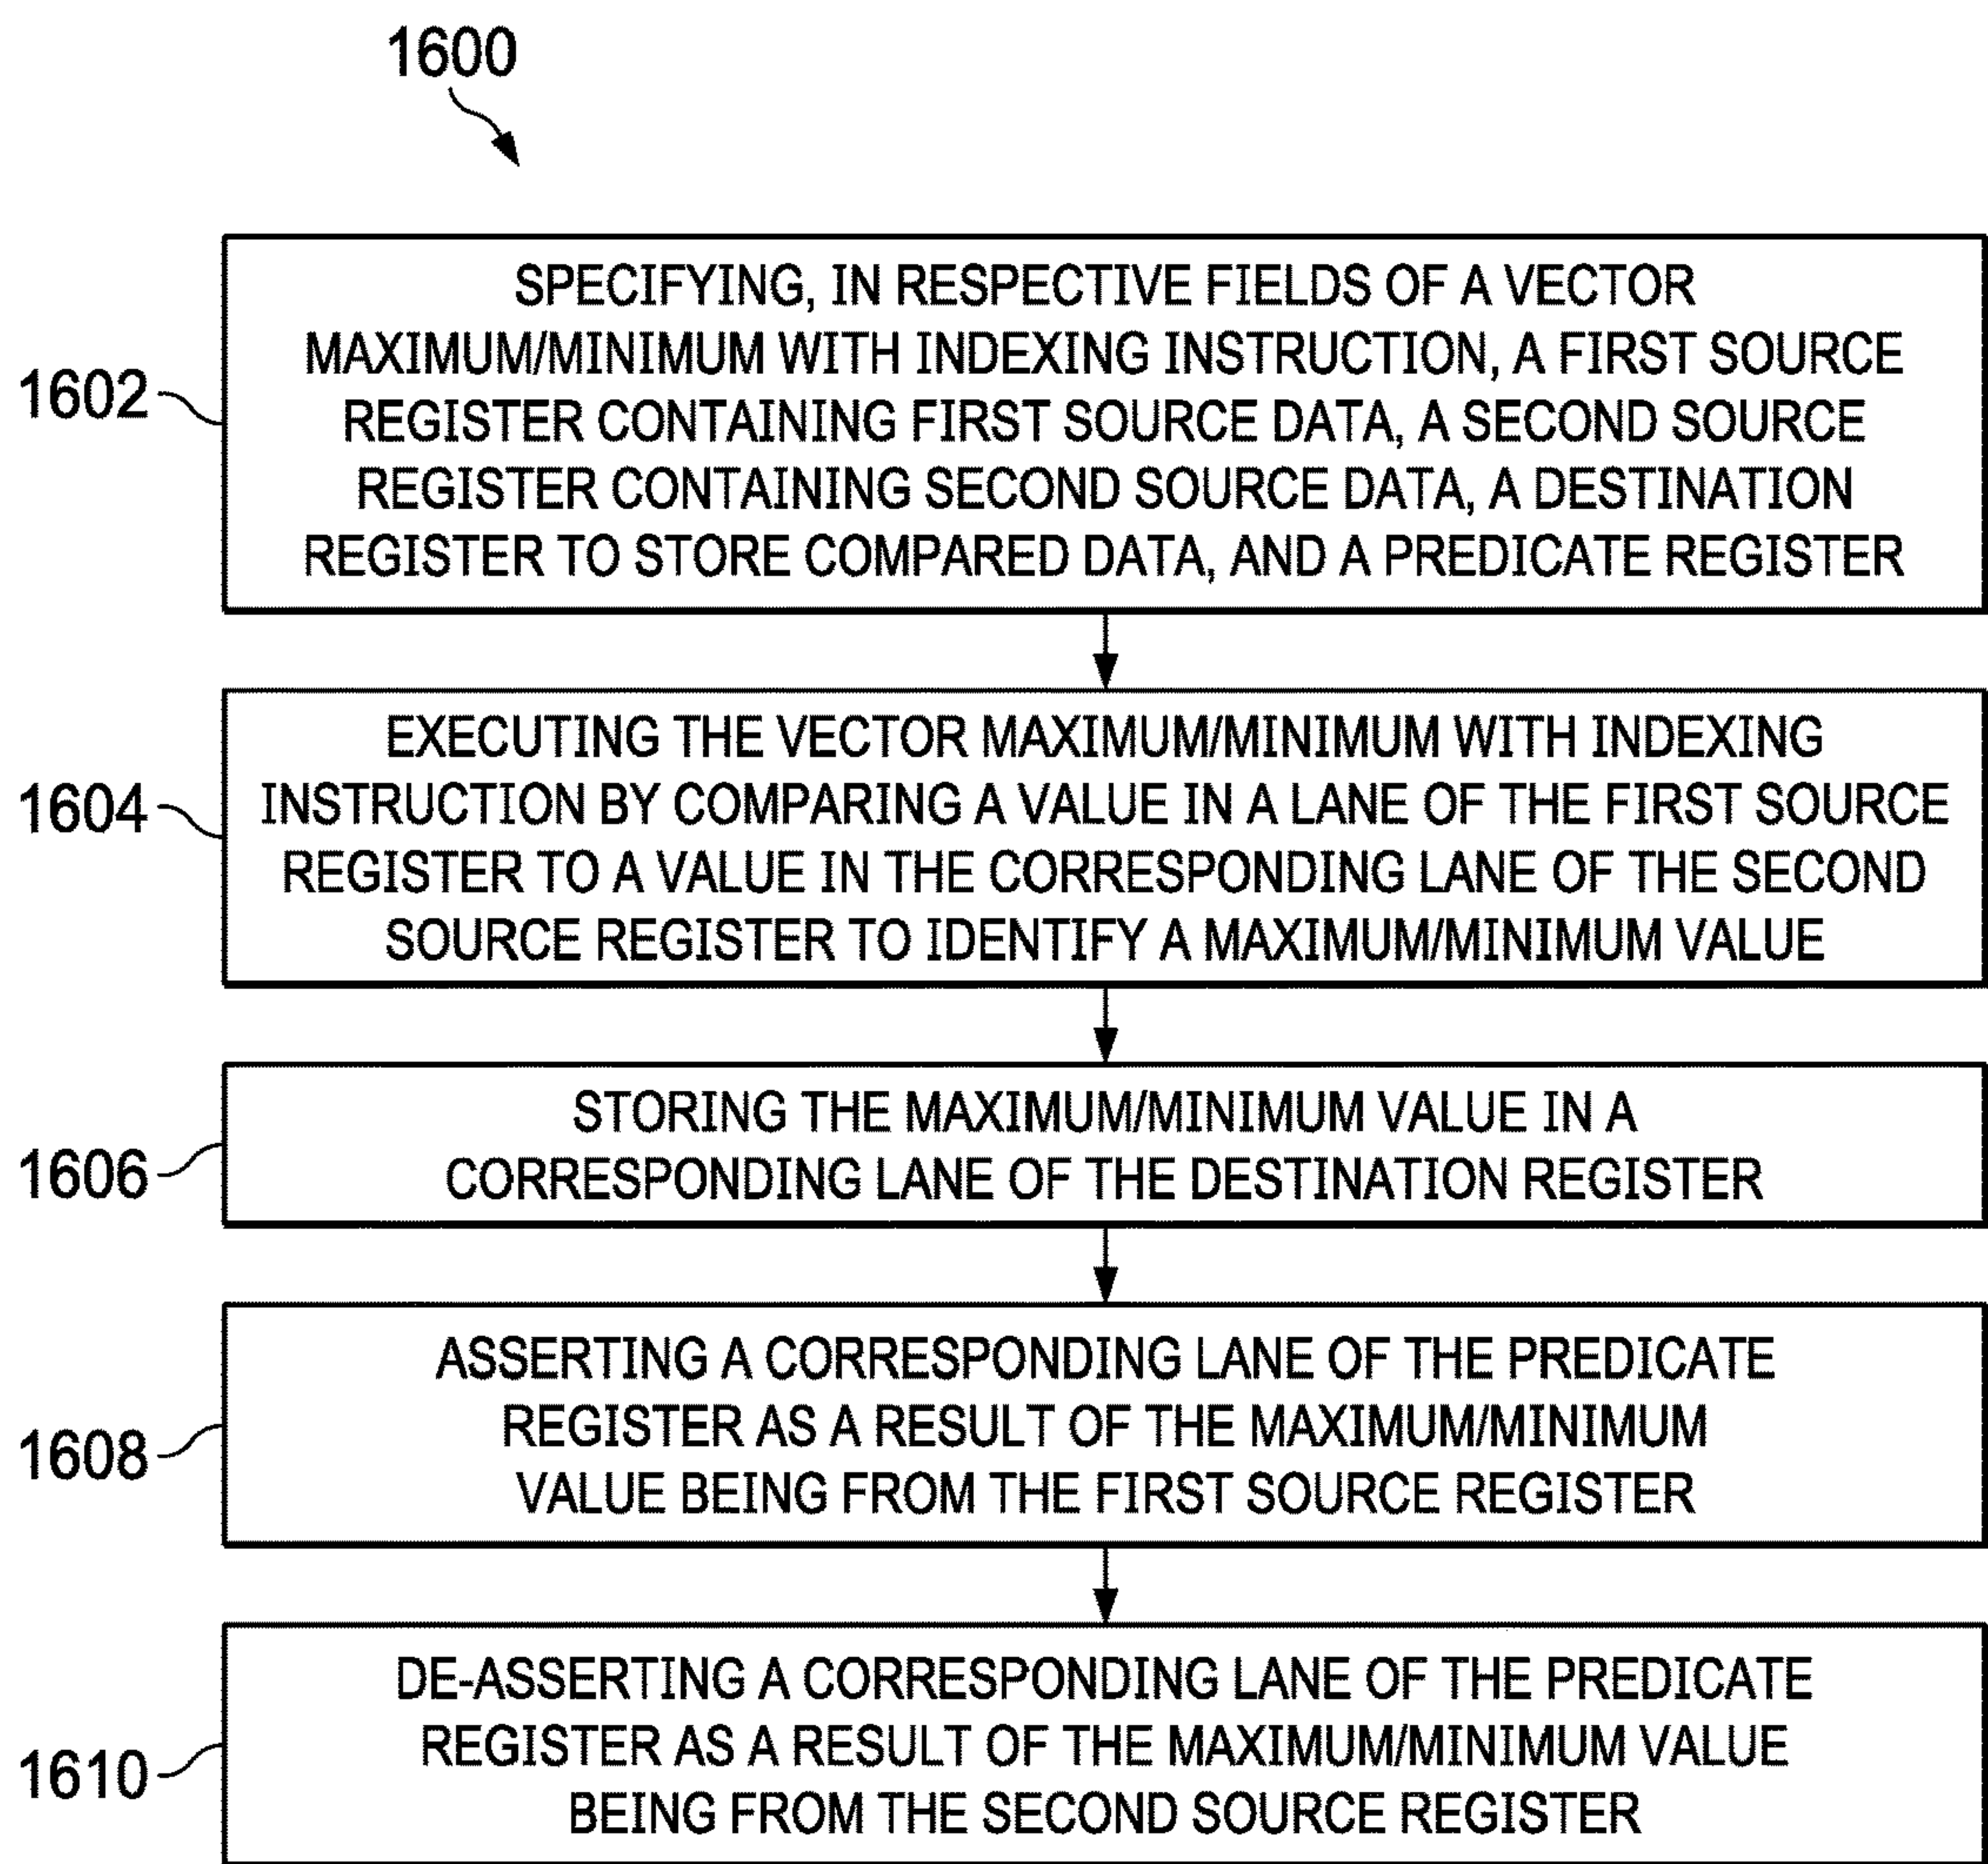 1600
1602
SPECIFYING, IN RESPECTIVE FIELDS OF A VECTOR
MAXIMUM/MINIMUM WITH INDEXING INSTRUCTION, A FIRST SOURCE
REGISTER CONTAINING FIRST SOURCE DATA, A SECOND SOURCE
REGISTER CONTAINING SECOND SOURCE DATA, A DESTINATION
REGISTER TO STORE COMPARED DATA, AND A PREDICATE REGISTER
1604
EXECUTING THE VECTOR MAXIMUM/MINIMUM WITH INDEXING
INSTRUCTION BY COMPARING A VALUE IN A LANE OF THE FIRST SOURCE
REGISTER TO A VALUE IN THE CORRESPONDING LANE OF THE SECOND
SOURCE REGISTER TO IDENTIFY A MAXIMUM/MINIMUM VALUE
1606
STORING THE MAXIMUM/MINIMUM VALUE IN A
CORRESPONDING LANE OF THE DESTINATION REGISTER
1608
ASSERTING A CORRESPONDING LANE OF THE PREDICATE
REGISTER AS A RESULT OF THE MAXIMUM/MINIMUM
VALUE BEING FROM THE FIRST SOURCE REGISTER
1610
DE-ASSERTING A CORRESPONDING LANE OF THE PREDICATE
REGISTER AS A RESULT OF THE MAXIMUM/MINIMUM VALUE
BEING FROM THE SECOND SOURCE REGISTER